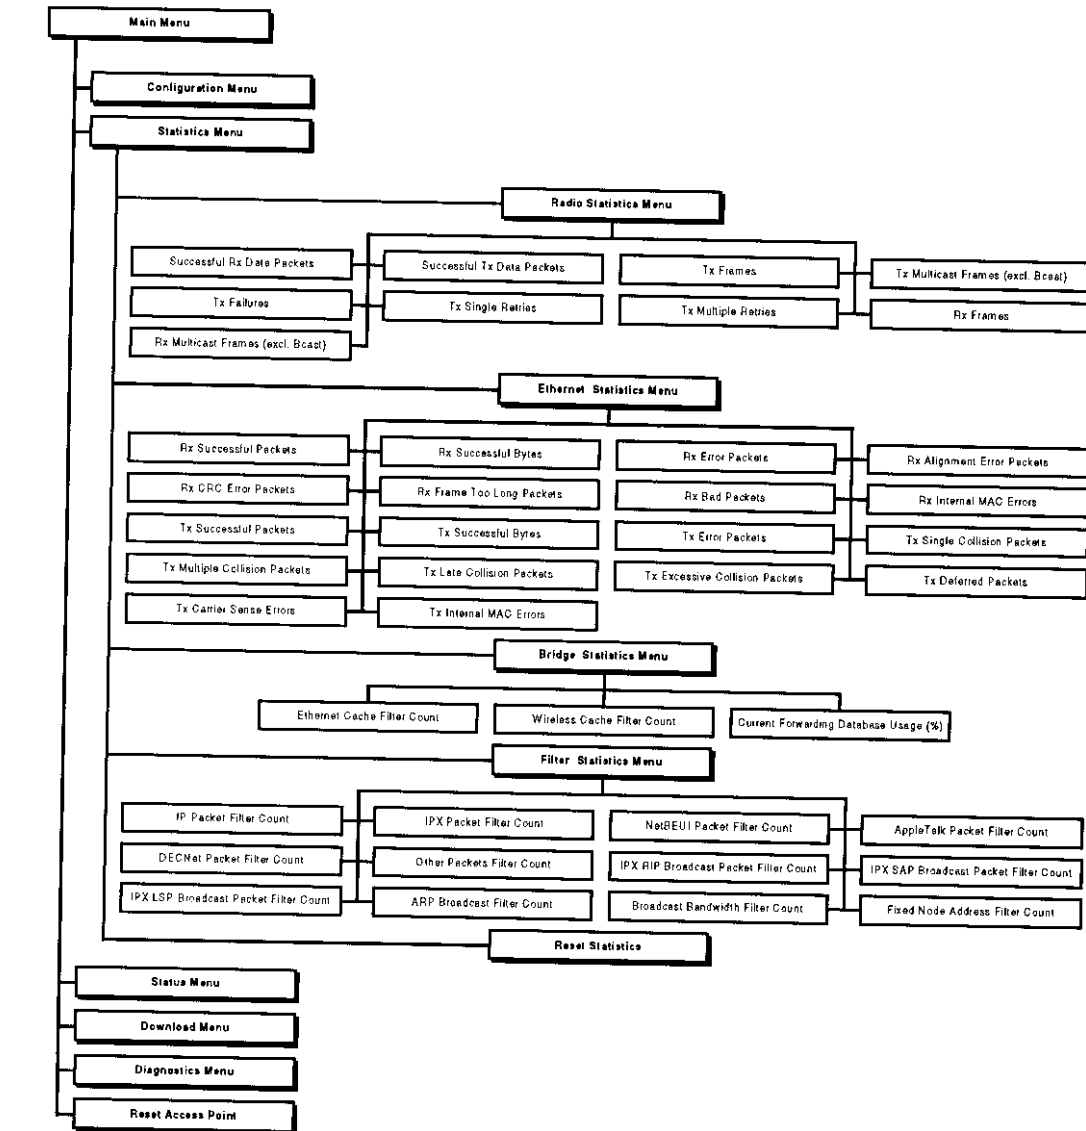 Main Menu
Configuration Menu
Statistics Menu
Radio Statistics Menu
Successful Rx Data Packets
Successful Tx Data Packets
Tx Frames
Tx Multicast Frames (excl. Bcast)
Tx Failures
Tx Single Retries
Tx Multiple Retries
Rx Frames
Rx Multicast Frames (excl. Bcast)
Ethernet Statistics Menu
Rx Successful Packets
Rx Successful Bytes
Rx Error Packets
Rx Alignment Error Packets
Rx CRC Error Packets
Rx Frame Too Long Packets
Rx Bad Packets
Rx Internal MAC Errors
Tx Successful Packets
Tx Successful Bytes
Tx Error Packets
Tx Single Collision Packets
Tx Multiple Collision Packets
Tx Late Collision Packets
Tx Excessive Collision Packets
Tx Deferred Packets
Tx Carrier Sense Errors
Tx Internal MAC Errors
Bridge Statistics Menu
Ethernet Cache Filter Count
Wireless Cache Filter Count
Current Forwarding Database Usage (%)
Filter Statistics Menu
IP Packet Filter Count
IPX Packet Filter Count
NetBEUI Packet Filter Count
AppleTalk Packet Filter Count
DECNet Packet Filter Count
Other Packets Filter Count
IPX RIP Broadcast Packet Filter Count
IPX SAP Broadcast Packet Filter Count
IPX LSP Broadcast Packet Filter Count
ARP Broadcast Filter Count
Broadcast Bandwidth Filter Count
Fixed Node Address Filter Count
Reset Statistics
Status Menu
Download Menu
Diagnostics Menu
Reset Access Point